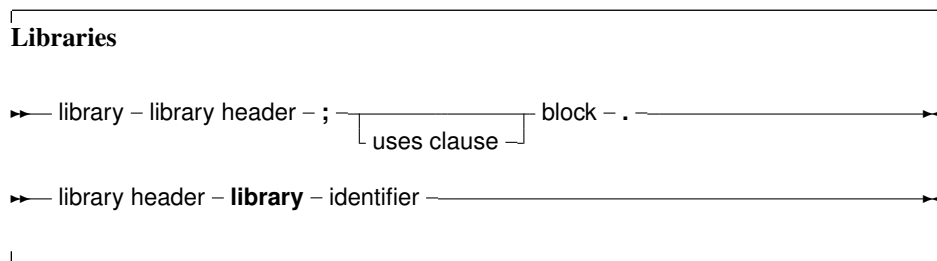 Libraries
library – library header – ; – block – . –
uses clause –
library header – library – identifier –